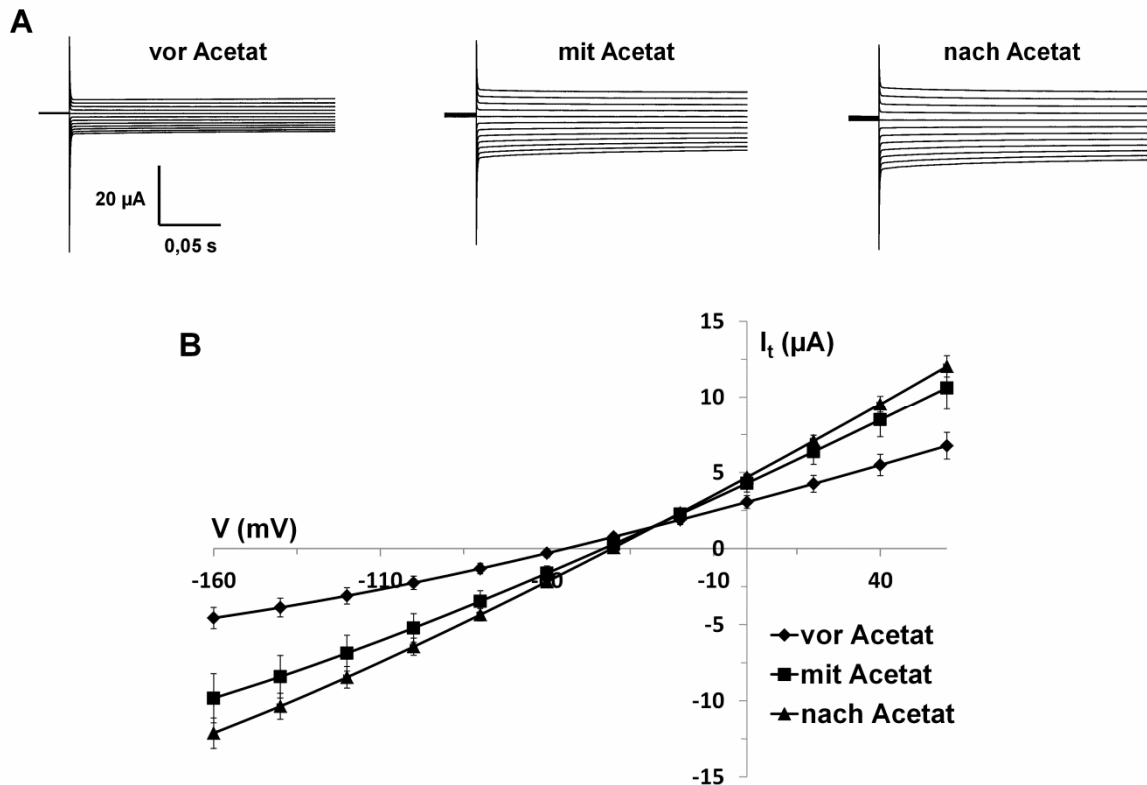 A
vor Acetat
mit Acetat
nach Acetat
20 µA
0,05 s
B
I_t (µA)
V (mV)
15
10
5
0
-5
-10
-15
-160
-110
-10
40
vor Acetat
mit Acetat
nach Acetat